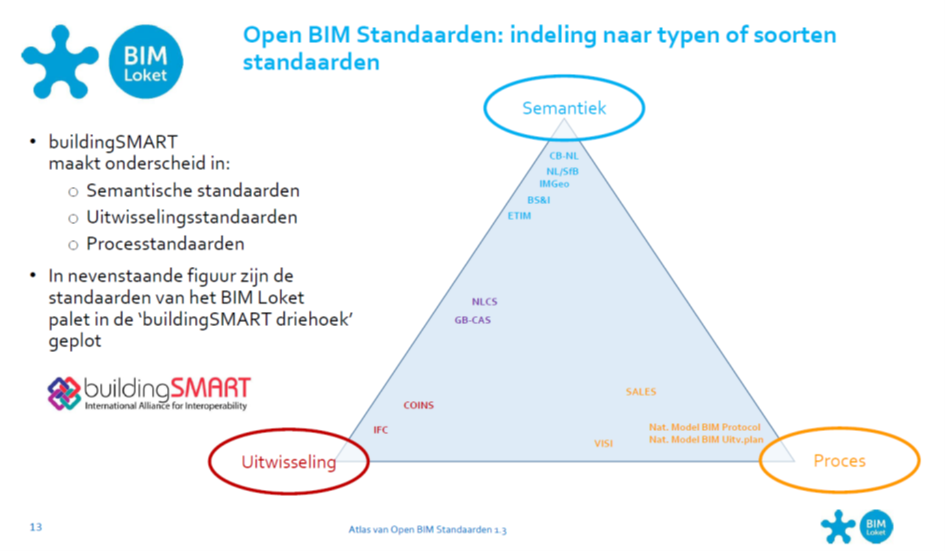 BIM
Loket
Open BIM Standaarden: indeling naar typen of soorten
standaarden
• buildingSMART
maakt onderscheid in:
○ Semantische standaarden
○ Uitwisselingsstandaarden
○ Processtandaarden
• In nevenstaande figuur zijn de
standaarden van het BIM Loket
palet in de ‘buildingSMART driehoek’
geplot
buildingSMART
International Alliance for Interoperability
Semantiek
CB-NL
NL/SfB
IMGeo
BS&I
ETIM
NLCS
GB-CAS
SALES
COINS
IFC
Nat. Model BIM Protocol
Nat. Model BIM Uitv.plan
VISI
Uitwisseling
Proces
13
Atlas van Open BIM Standaarden 1.3
BIM
Loket